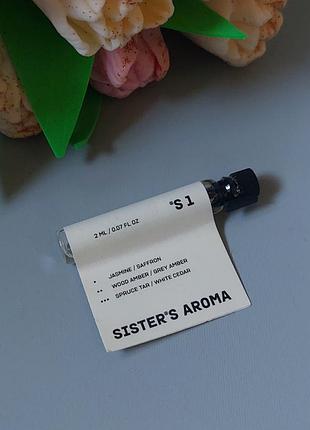 ®S 1
2 ML / 0.07 FL OZ
• JASMINE / SAFFRON
•• WOOD AMBER / GREY AMBER
••• SPRUCE TAR / WHITE CEDAR
SISTER®S AROMA